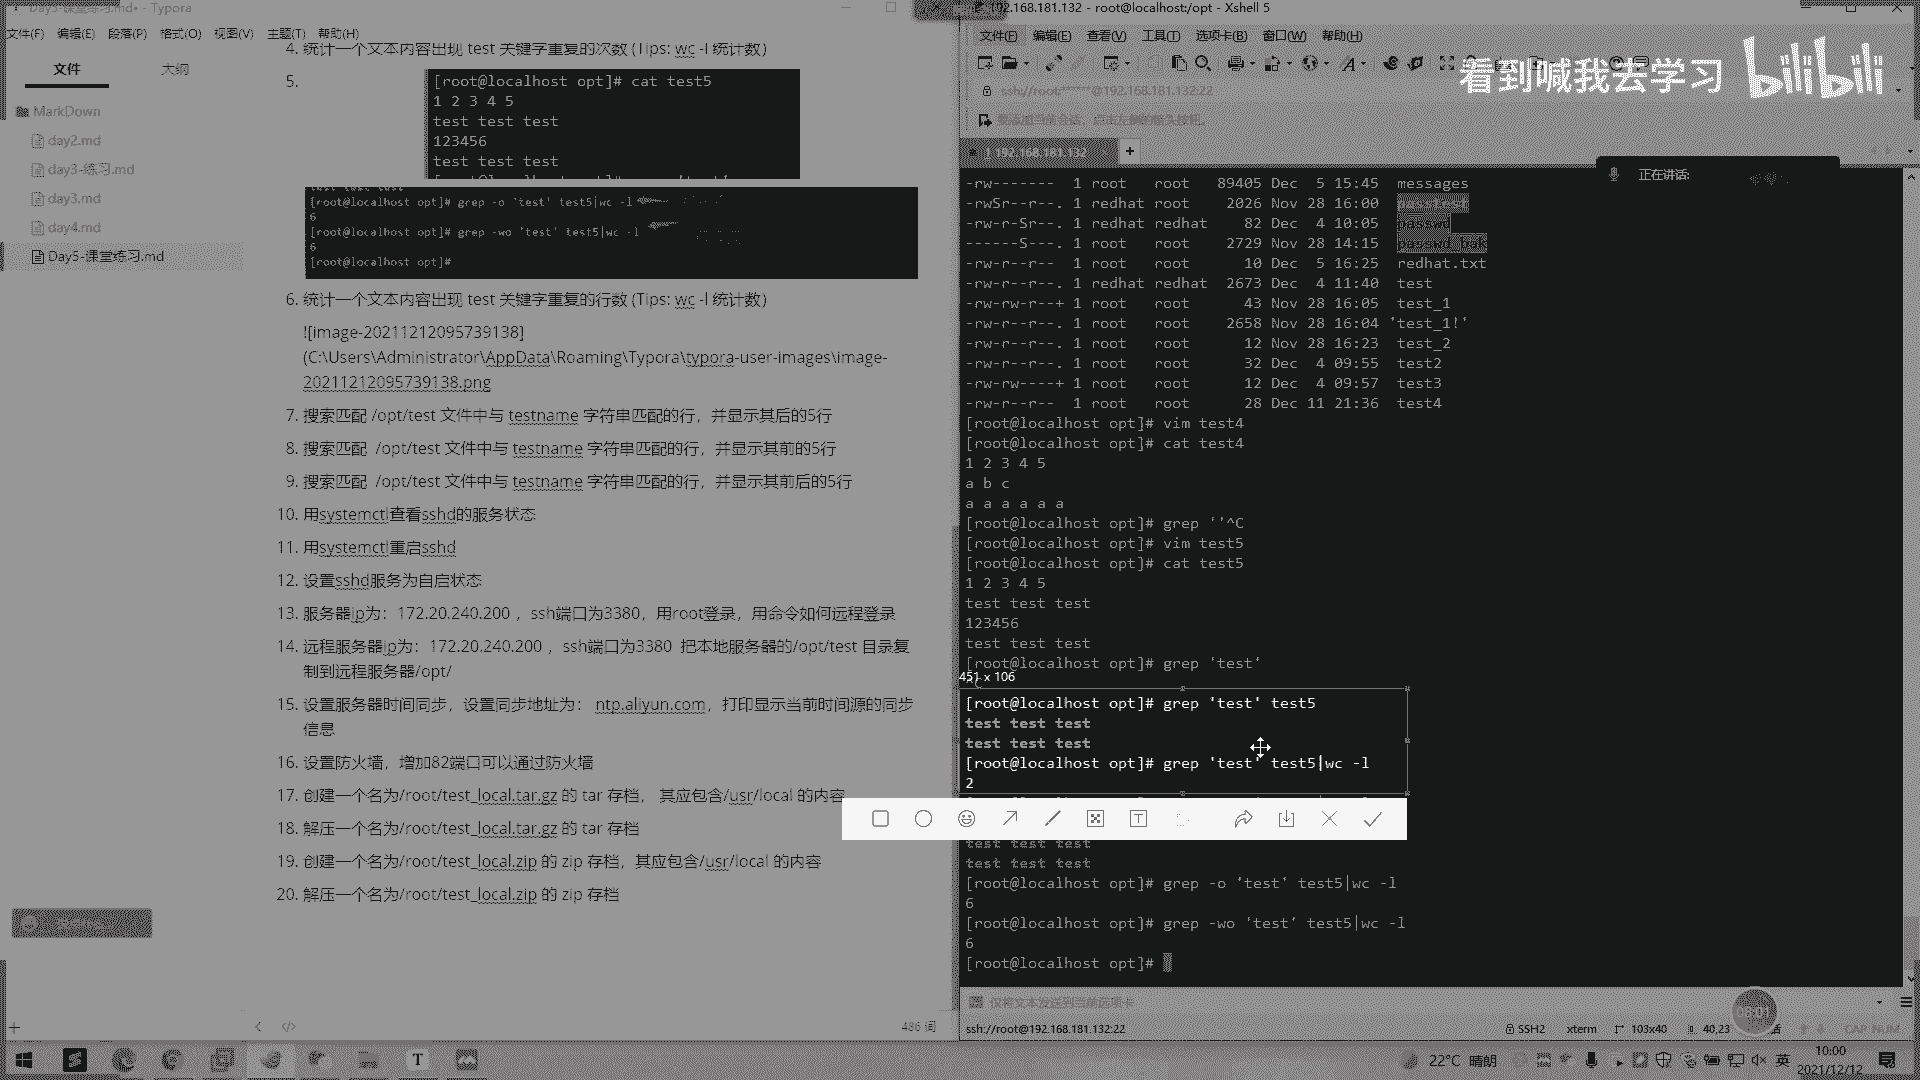 Day5-课堂练习.md• - Typora
文件(F) 编辑(E) 段落(P) 格式(O) 视图(V) 主题(T) 帮助(H)
文件 大纲
MarkDown
day2.md
day3-练习.md
day3.md
day4.md
Day5-课堂练习.md
4. 统计一个文本内容出现 test 关键字重复的次数 (Tips: wc -l 统计数)
5.
[root@localhost opt]# cat test5
1 2 3 4 5
test test test
123456
test test test
[root@localhost opt]# grep -o 'test' test5|wc -l
6
[root@localhost opt]# grep -wo 'test' test5|wc -l
6
[root@localhost opt]#
6. 统计一个文本内容出现 test 关键字重复的行数 (Tips: wc -l 统计数)
![image-20211212095739138]
(C:\Users\Administrator\AppData\Roaming\Typora\typora-user-images\image-
20211212095739138.png
7. 搜索匹配 /opt/test 文件中与 testname 字符串匹配的行，并显示其后的5行
8. 搜索匹配 /opt/test 文件中与 testname 字符串匹配的行，并显示其前的5行
9. 搜索匹配 /opt/test 文件中与 testname 字符串匹配的行，并显示其前后的5行
10. 用systemctl查看sshd的服务状态
11. 用systemctl重启sshd
12. 设置sshd服务为自启状态
13. 服务器ip为：172.20.240.200 ，ssh端口为3380，用root登录，用命令如何远程登录
14. 远程服务器ip为：172.20.240.200 ，ssh端口为3380 把本地服务器的/opt/test 目录复
制到远程服务器/opt/
15. 设置服务器时间同步，设置同步地址为： ntp.aliyun.com，打印显示当前时间源的同步
信息
16. 设置防火墙，增加82端口可以通过防火墙
17. 创建一个名为/root/test_local.tar.gz 的 tar 存档， 其应包含/usr/local 的内容
18. 解压一个名为/root/test_local.tar.gz 的 tar 存档
19. 创建一个名为/root/test_local.zip 的 zip 存档，其应包含/usr/local 的内容
20. 解压一个名为/root/test_local.zip 的 zip 存档
486 词
192.168.181.132 - root@localhost:/opt - Xshell 5
文件(F) 编辑(E) 查看(V) 工具(T) 选项卡(B) 窗口(W) 帮助(H)
看到喊我去学习 bilibili
ssh://root:******@192.168.181.132:22
要添加当前会话，点击左侧的箭头按钮。
1 192.168.181.132 +
正在讲话:
-rw------- 1 root root 89405 Dec 5 15:45 messages
-rwSr--r--. 1 redhat root 2026 Nov 28 16:00 passtest
-rw-r-Sr--. 1 redhat redhat 82 Dec 4 10:05 passwd
------S---. 1 root root 2729 Nov 28 14:15 passwd_bak
-rw-r--r--. 1 root root 10 Dec 5 16:25 redhat.txt
-rw-r--r--. 1 redhat redhat 2673 Dec 4 11:40 test
-rw-rw-r--+ 1 root root 43 Nov 28 16:05 test_1
-rw-r--r--. 1 root root 2658 Nov 28 16:04 'test_1!'
-rw-r--r--. 1 root root 12 Nov 28 16:23 test_2
-rw-r--r--. 1 root root 32 Dec 4 09:55 test2
-rw-rw----+ 1 root root 12 Dec 4 09:57 test3
-rw-r--r--. 1 root root 28 Dec 11 21:36 test4
[root@localhost opt]# vim test4
[root@localhost opt]# cat test4
1 2 3 4 5
a b c
a a a a a a
[root@localhost opt]# grep ''^C
[root@localhost opt]# vim test5
[root@localhost opt]# cat test5
1 2 3 4 5
test test test
123456
test test test
[root@localhost opt]# grep 'test'
451 x 106
[root@localhost opt]# grep 'test' test5
test test test
test test test
[root@localhost opt]# grep 'test' test5|wc -l
2
test test test
test test test
[root@localhost opt]# grep -o 'test' test5|wc -l
6
[root@localhost opt]# grep -wo 'test' test5|wc -l
6
[root@localhost opt]#
仅将文本发送到当前选项卡
ssh://root@192.168.181.132:22 SSH2 xterm 103x40 40,23 CAP NUM
22°C 晴朗 英 10:00
2021/12/12